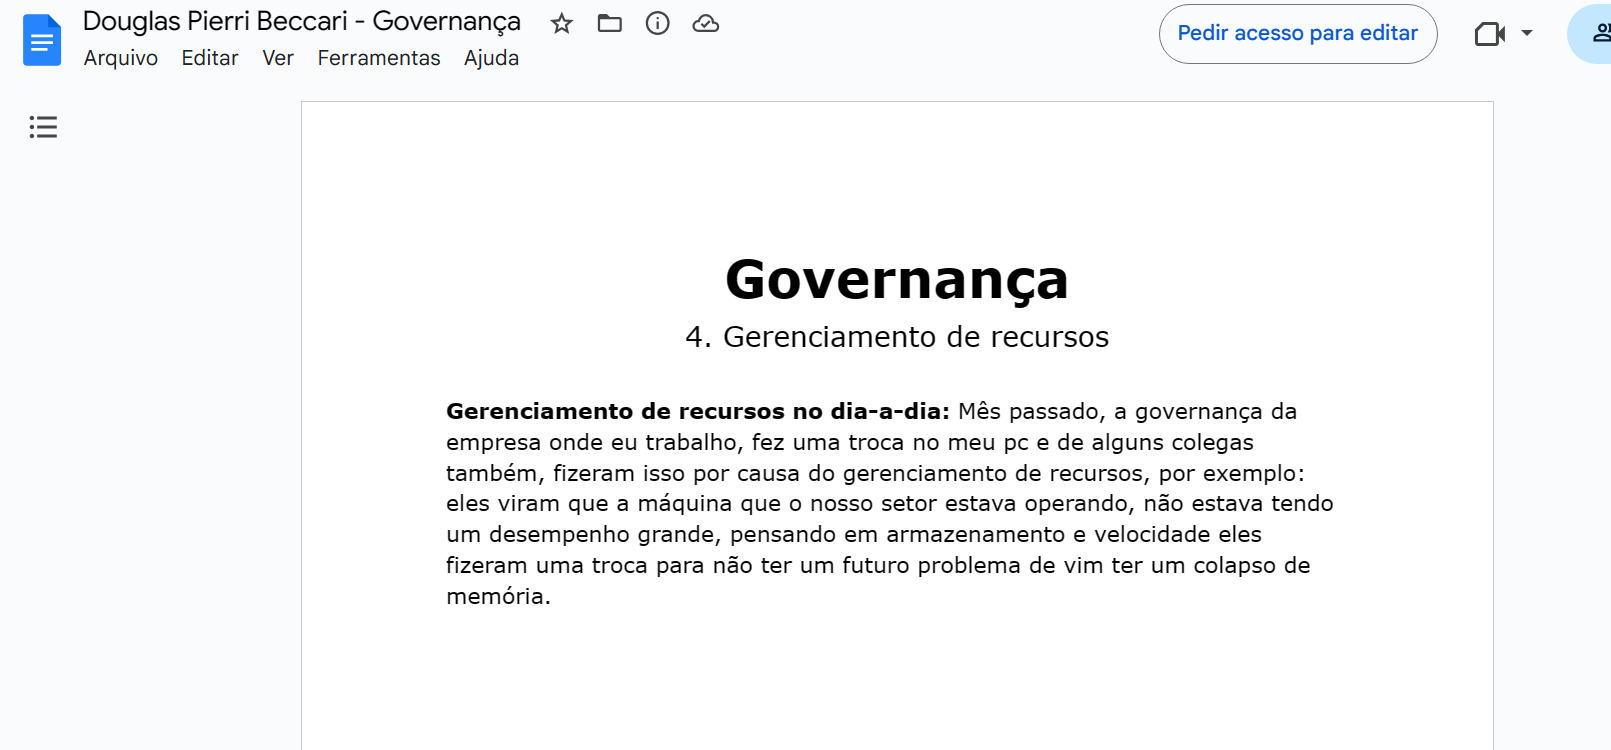 Douglas Pierri Beccari - Governança
Arquivo Editar Ver Ferramentas Ajuda
Pedir acesso para editar
Governança
4. Gerenciamento de recursos
Gerenciamento de recursos no dia-a-dia: Mês passado, a governança da
empresa onde eu trabalho, fez uma troca no meu pc e de alguns colegas
também, fizeram isso por causa do gerenciamento de recursos, por exemplo:
eles viram que a máquina que o nosso setor estava operando, não estava tendo
um desempenho grande, pensando em armazenamento e velocidade eles
fizeram uma troca para não ter um futuro problema de vim ter um colapso de
memória.